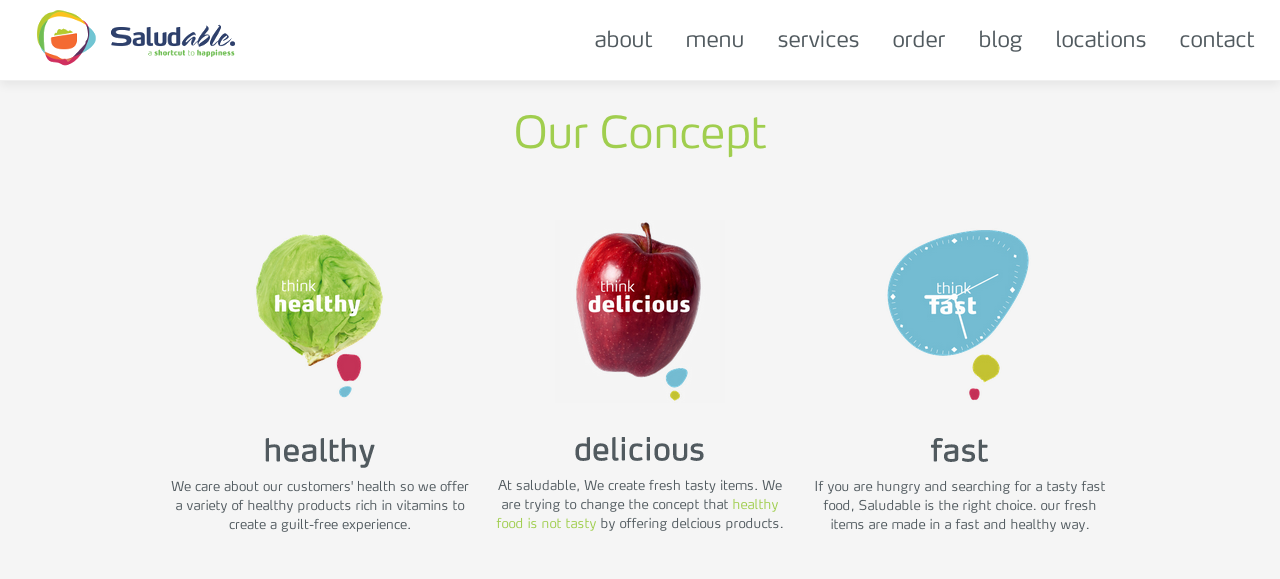 Saludable.
a shortcut to happiness
about menu services order blog locations contact
Our Concept
think
healthy
think
delicious
think
fast
healthy
We care about our customers' health so we offer
a variety of healthy products rich in vitamins to
create a guilt-free experience.
delicious
At saludable, We create fresh tasty items. We
are trying to change the concept that healthy
food is not tasty by offering delcious products.
fast
If you are hungry and searching for a tasty fast
food, Saludable is the right choice. our fresh
items are made in a fast and healthy way.